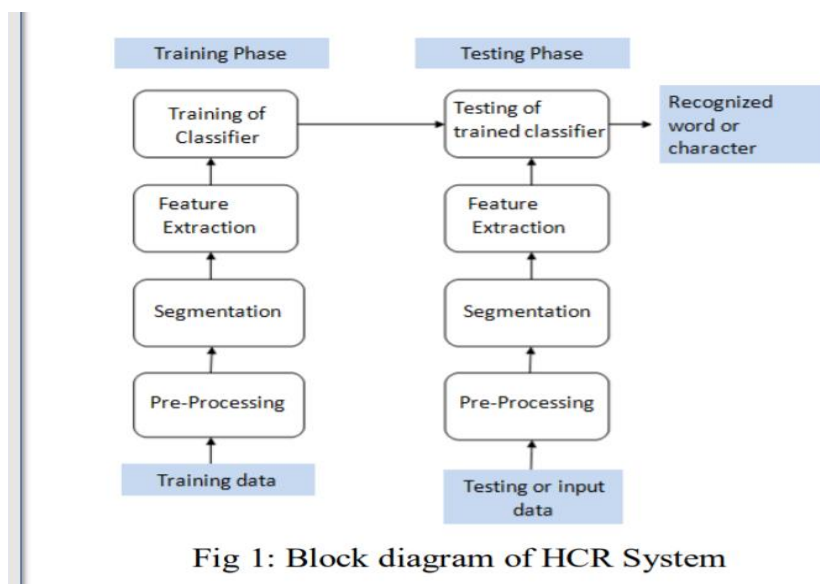 Training Phase
Testing Phase
Training of
Classifier
Testing of
trained classifier
Recognized
word or
character
Feature
Extraction
Feature
Extraction
Segmentation
Segmentation
Pre-Processing
Pre-Processing
Training data
Testing or input
data
Fig 1: Block diagram of HCR System